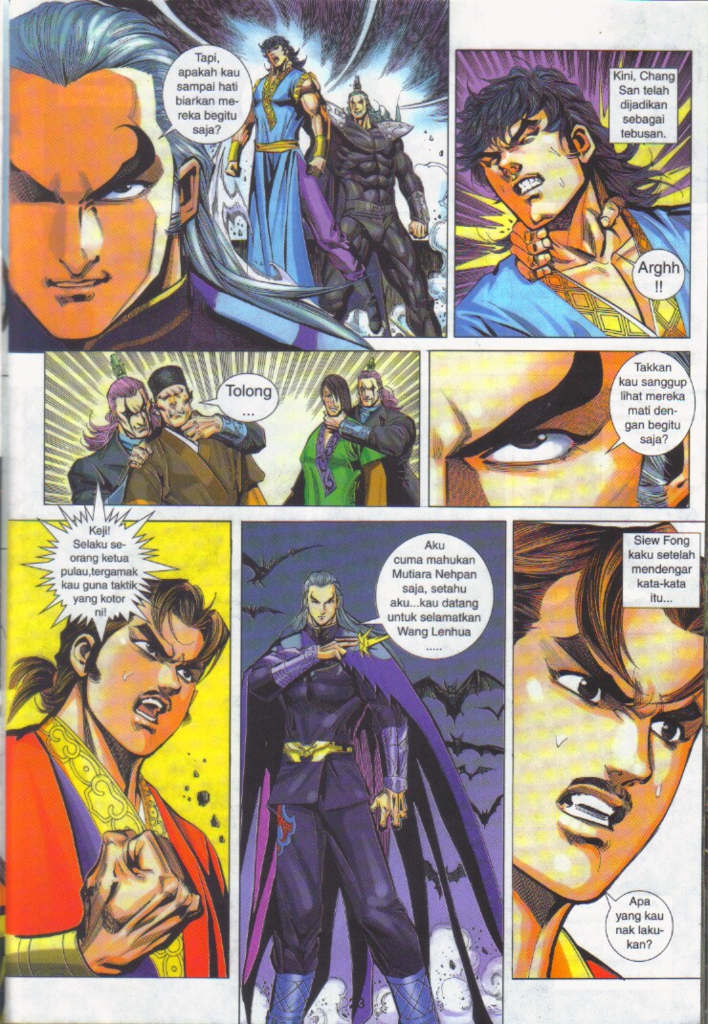 Tapi,
apakah kau
sampai hati
biarkan me-
reka begitu
saja?
Kini, Chang
San telah
dijadikan
sebagai
tebusan.
Arghh
!!
Tolong
...
Takkan
kau sanggup
lihat mereka
mati den-
gan begitu
saja?
Keji!
Selaku se-
orang ketua
pulau,tergamak
kau guna taktik
yang kotor
ni!
Aku
cuma mahukan
Mutiara Nehpan
saja, setahu
aku...kau datang
untuk selamatkan
Wang Lenhua
.....
Siew Fong
kaku setelah
mendengar
kata-kata
itu...
Apa
yang kau
nak laku-
kan?